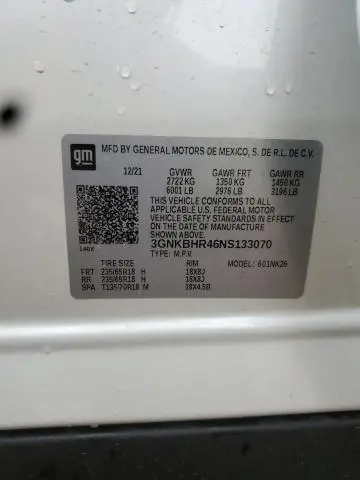 gm
MFD BY GENERAL MOTORS DE MEXICO, S. DE R.L. DE C.V.
12/21 GVWR GAWR FRT GAWR RR
2722 KG 1350 KG 1450 KG
6001 LB 2976 LB 3196 LB
THIS VEHICLE CONFORMS TO ALL
APPLICABLE U.S. FEDERAL MOTOR
VEHICLE SAFETY STANDARDS IN EFFECT
ON THE DATE OF MANUFACTURE
SHOWN ABOVE.
3GNKBHR46NS133070
TYPE: M.P.V.
TIRE SIZE RIM MODEL: 601NK26
FRT 235/65R18 H 18X8J
RR 235/65R18 H 18X8J
SPA T135/70R18 M 18X4.5B